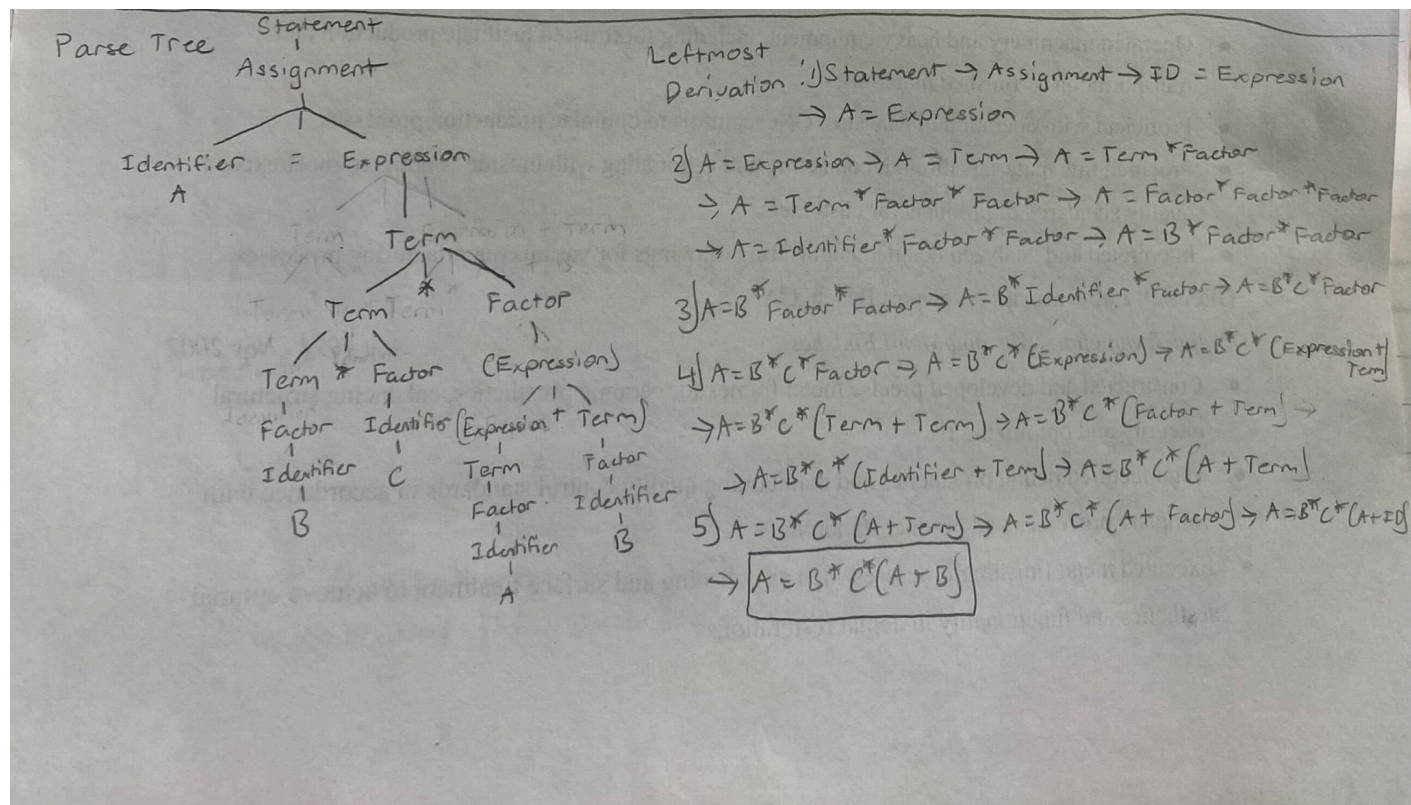 Parse Tree
Statement
Assignment
Identifier = Expression
A
Term
Term * Factor
Term * Factor (Expression)
Factor Identifier (Expression + Term)
Identifier C Term Factor
B Factor Identifier
Identifier B
A
Leftmost
Derivation : 1) Statement → Assignment → ID = Expression
→ A = Expression
2) A = Expression → A = Term → A = Term * Factor
→ A = Term * Factor * Factor → A = Factor * Factor * Factor
→ A = Identifier * Factor * Factor → A = B * Factor * Factor
3) A = B * Factor * Factor → A = B * Identifier * Factor → A = B * C * Factor
4) A = B * C * Factor → A = B * C * (Expression) → A = B * C * (Expression +
Term)
→ A = B * C * (Term + Term) → A = B * C * (Factor + Term) →
→ A = B * C * (Identifier + Term) → A = B * C * (A + Term)
5) A = B * C * (A + Term) → A = B * C * (A + Factor) → A = B * C * (A + ID)
→ A = B * C * (A + B)